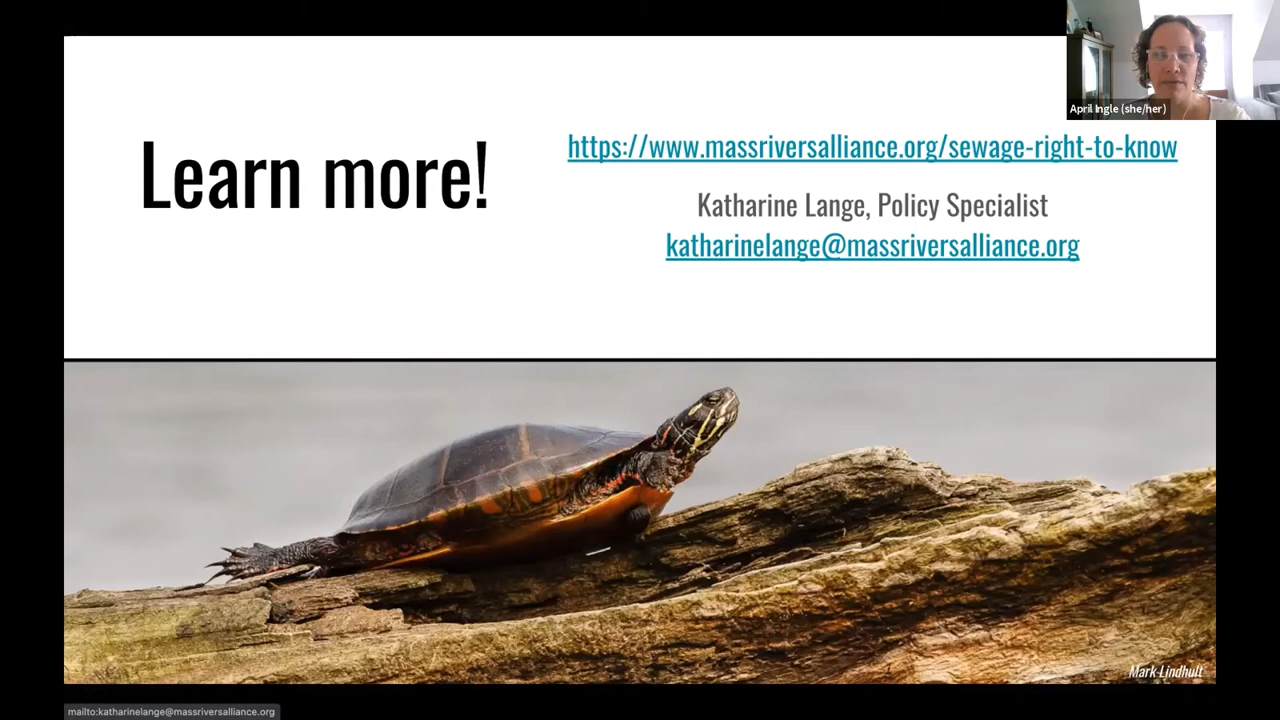 April Ingle (she/her)
Learn more!
https://www.massriversalliance.org/sewage-right-to-know
Katharine Lange, Policy Specialist
katharinelange@massriversalliance.org
Mark Lindhult
mailto:katharinelange@massriversalliance.org